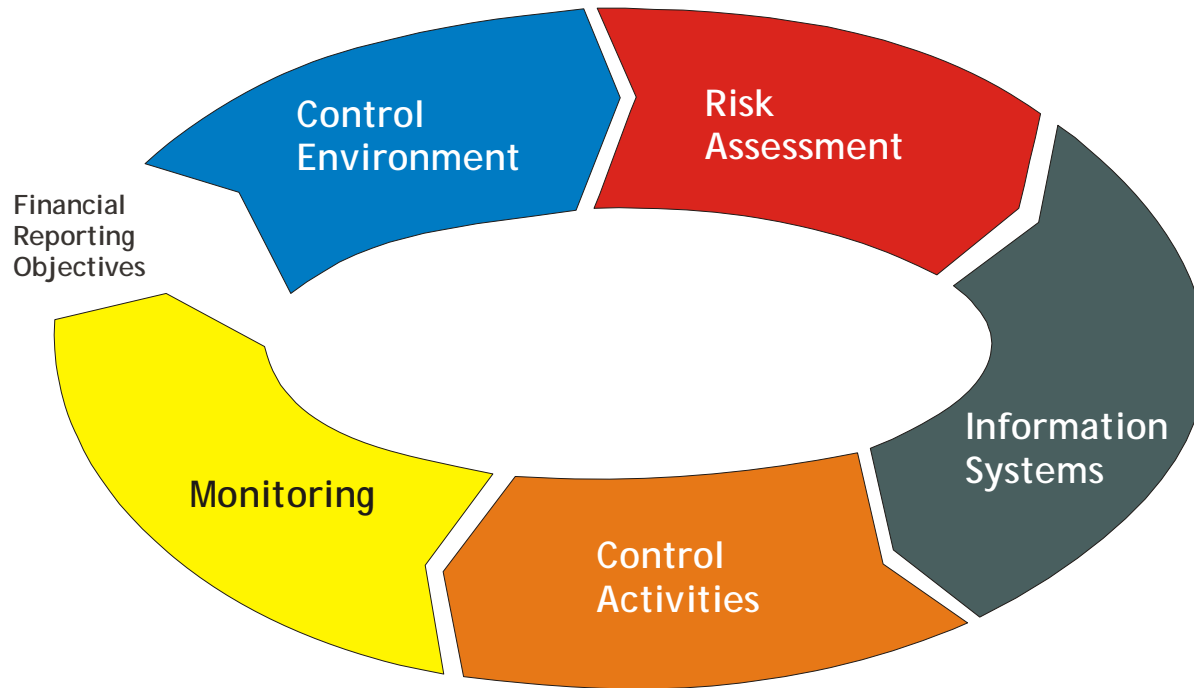 Control
Environment
Risk
Assessment
Financial
Reporting
Objectives
Information
Systems
Monitoring
Control
Activities